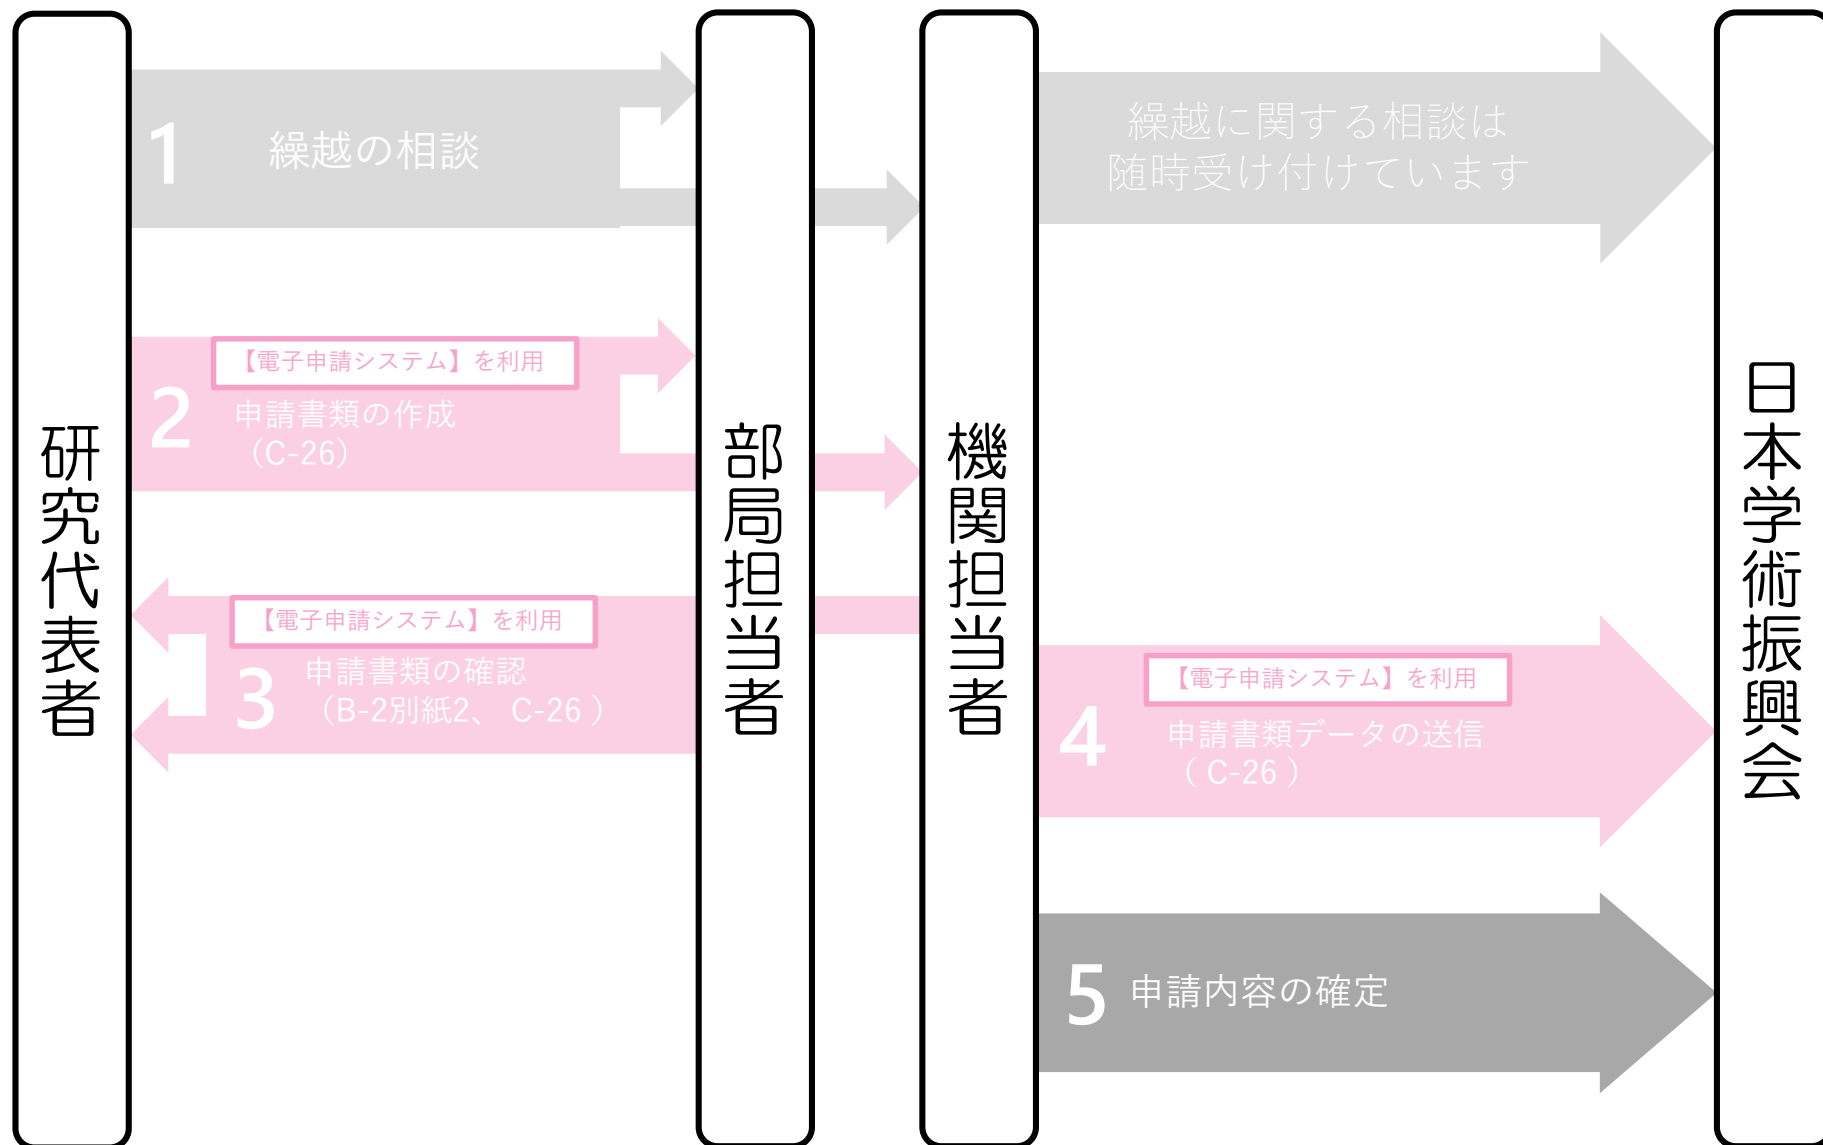 研究代表者
部局担当者
機関担当者
日本学術振興会
1
繰越の相談
繰越に関する相談は
随時受け付けています
2
【電子申請システム】を利用
申請書類の作成
（C-26）
3
【電子申請システム】を利用
申請書類の確認
（B-2別紙2、 C-26 ）
4
【電子申請システム】を利用
申請書類データの送信
（ C-26 ）
5
申請内容の確定